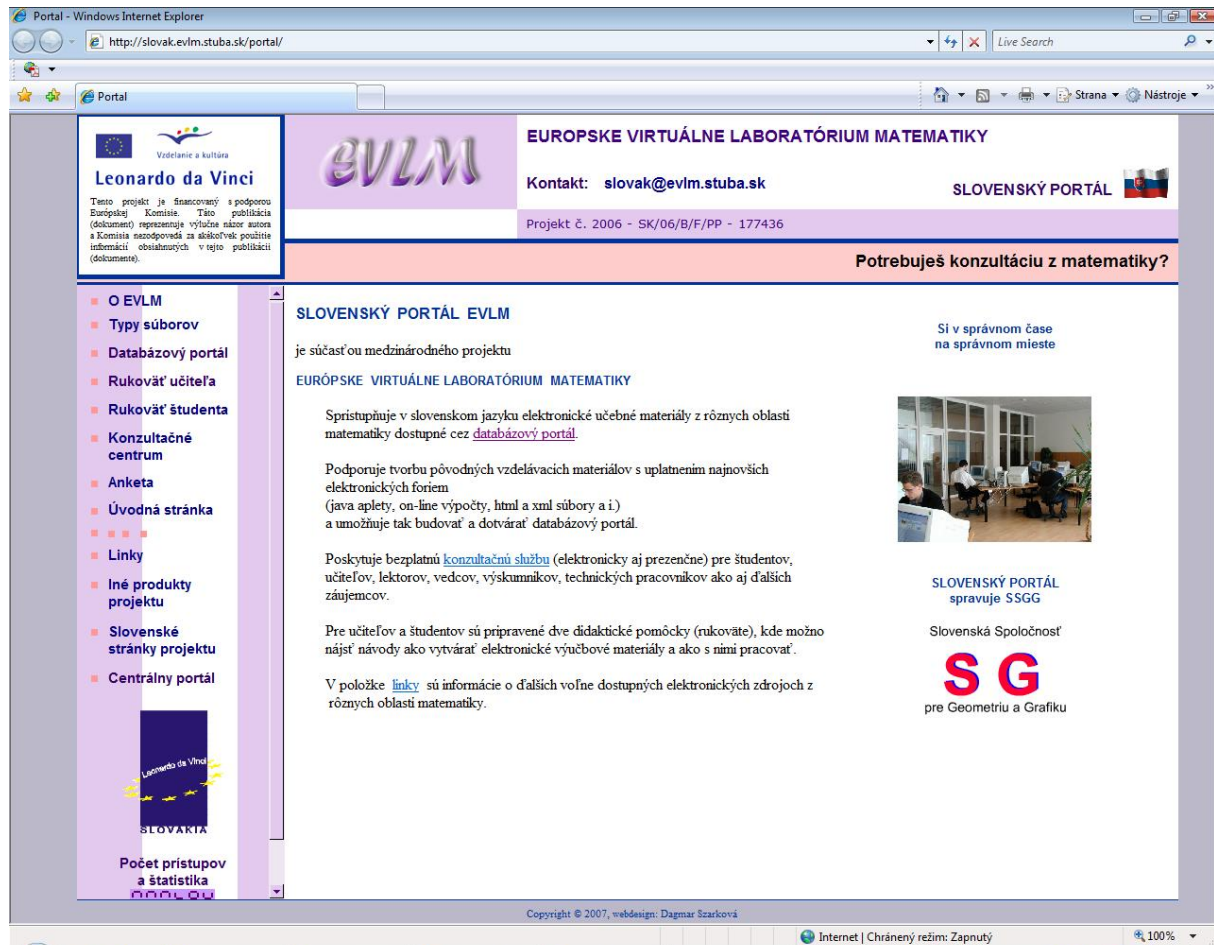 Portal - Windows Internet Explorer
http://slovak.evlm.stuba.sk/portal/
Live Search
Portal
Strana
Nástroje
Vzdelanie a kultúra
Leonardo da Vinci
Tento projekt je financovaný s podporou
Európskej Komisie. Táto publikácia
(dokument) reprezentuje výlučne názor autora
a Komisia nezodpovedá za akékoľvek použitie
informácií obsiahnutých v tejto publikácii
(dokumente).
EVLM
EUROPSKE VIRTUÁLNE LABORATÓRIUM MATEMATIKY
Kontakt: slovak@evlm.stuba.sk
SLOVENSKÝ PORTÁL
Projekt č. 2006 - SK/06/B/F/PP - 177436
Potrebuješ konzultáciu z matematiky?
O EVLM
Typy súborov
Databázový portál
Rukoväť učiteľa
Rukoväť študenta
Konzultačné
centrum
Anketa
Úvodná stránka
Linky
Iné produkty
projektu
Slovenské
stránky projektu
Centrálny portál
Leonardo da Vinci
SLOVAKIA
Počet prístupov
a štatistika
SLOVENSKÝ PORTÁL EVLM
je súčasťou medzinárodného projektu
EURÓPSKE VIRTUÁLNE LABORATÓRIUM MATEMATIKY
Spristupňuje v slovenskom jazyku elektronické učebné materiály z rôznych oblastí
matematiky dostupné cez databázový portál.
Podporuje tvorbu pôvodných vzdelávacích materiálov s uplatnením najnovších
elektronických foriem
(java aplety, on-line výpočty, html a xml súbory a i.)
a umožňuje tak budovať a dotvárať databázový portál.
Poskytuje bezplatnú konzultačnú službu (elektronicky aj prezenčne) pre študentov,
učiteľov, lektorov, vedcov, výskumníkov, technických pracovníkov ako aj ďalších
záujemcov.
Pre učiteľov a študentov sú pripravené dve didaktické pomôcky (rukoväte), kde možno
nájsť návody ako vytvárať elektronické výučbové materiály a ako s nimi pracovať.
V položke linky sú informácie o ďalších voľne dostupných elektronických zdrojoch z
rôznych oblastí matematiky.
Si v správnom čase
na správnom mieste
SLOVENSKÝ PORTÁL
spravuje SSGG
Slovenská Spoločnosť
S G
pre Geometriu a Grafiku
Copyright © 2007, webdesign: Dagmar Szarková
Internet | Chránený režim: Zapnutý
100%